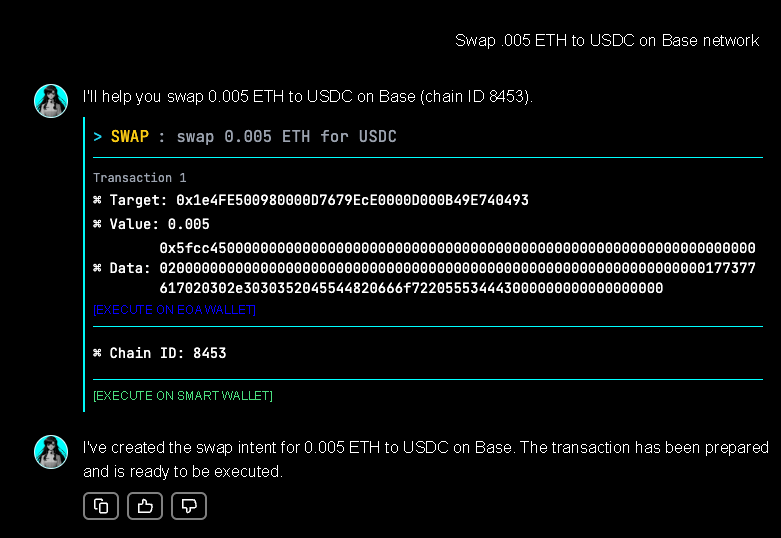 Swap .005 ETH to USDC on Base network
I'll help you swap 0.005 ETH to USDC on Base (chain ID 8453).
> SWAP : swap 0.005 ETH for USDC
Transaction 1
⌘ Target: 0x1e4FE500980000D7679EcE0000D000B49E740493
⌘ Value: 0.005
0x5fcc45000000000000000000000000000000000000000000000000000000000000000
⌘ Data: 02000000000000000000000000000000000000000000000000000000000000000177377
617020302e3030352045544820666f722055534443000000000000000000
[EXECUTE ON EOA WALLET]
⌘ Chain ID: 8453
[EXECUTE ON SMART WALLET]
I've created the swap intent for 0.005 ETH to USDC on Base. The transaction has been prepared
and is ready to be executed.